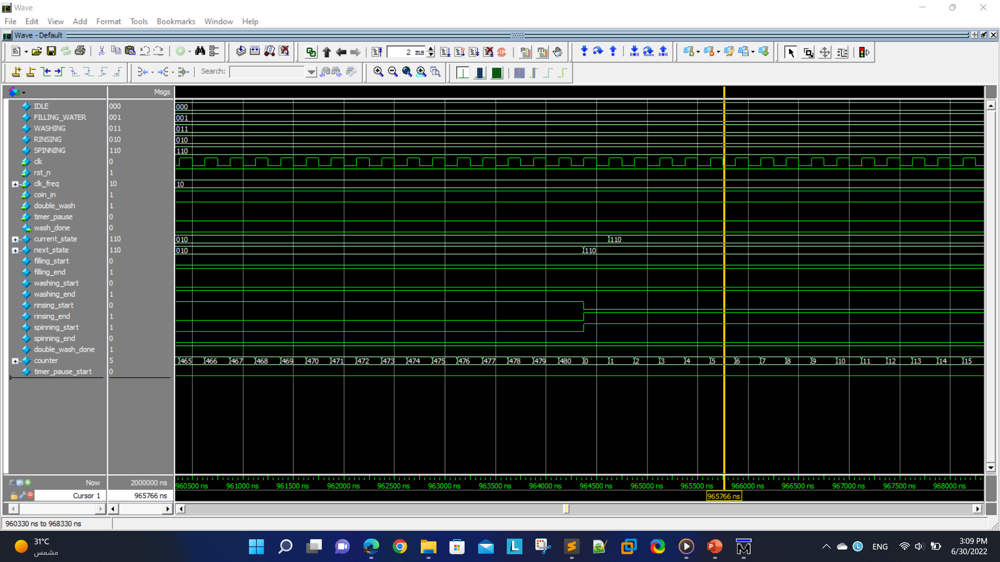 Wave
File Edit View Add Format Tools Bookmarks Window Help
Wave - Default
2 ms
Search:
Msgs
IDLE 000 000
FILLING_WATER 001 001
WASHING 011 011
RINSING 010 010
SPINNING 110 110
clk 0
rst_n 1
clk_freq 10 10
coin_in 1
double_wash 1
timer_pause 0
wash_done 0
current_state 110 010 110
next_state 110 010 110
filling_start 0
filling_end 1
washing_start 0
washing_end 1
rinsing_start 0
rinsing_end 1
spinning_start 1
spinning_end 0
double_wash_done 1
counter 5 465 466 467 468 469 470 471 472 473 474 475 476 477 478 479 480 0 1 2 3 4 5 6 7 8 9 10 11 12 13 14 15
timer_pause_start 0
Now 2000000 ns 960500 ns 961000 ns 961500 ns 962000 ns 962500 ns 963000 ns 963500 ns 964000 ns 964500 ns 965000 ns 965500 ns 966000 ns 966500 ns 967000 ns 967500 ns 968000 ns
Cursor 1 965766 ns 965766 ns
960330 ns to 968330 ns
31°C
مشمس
ENG
3:09 PM
6/30/2022